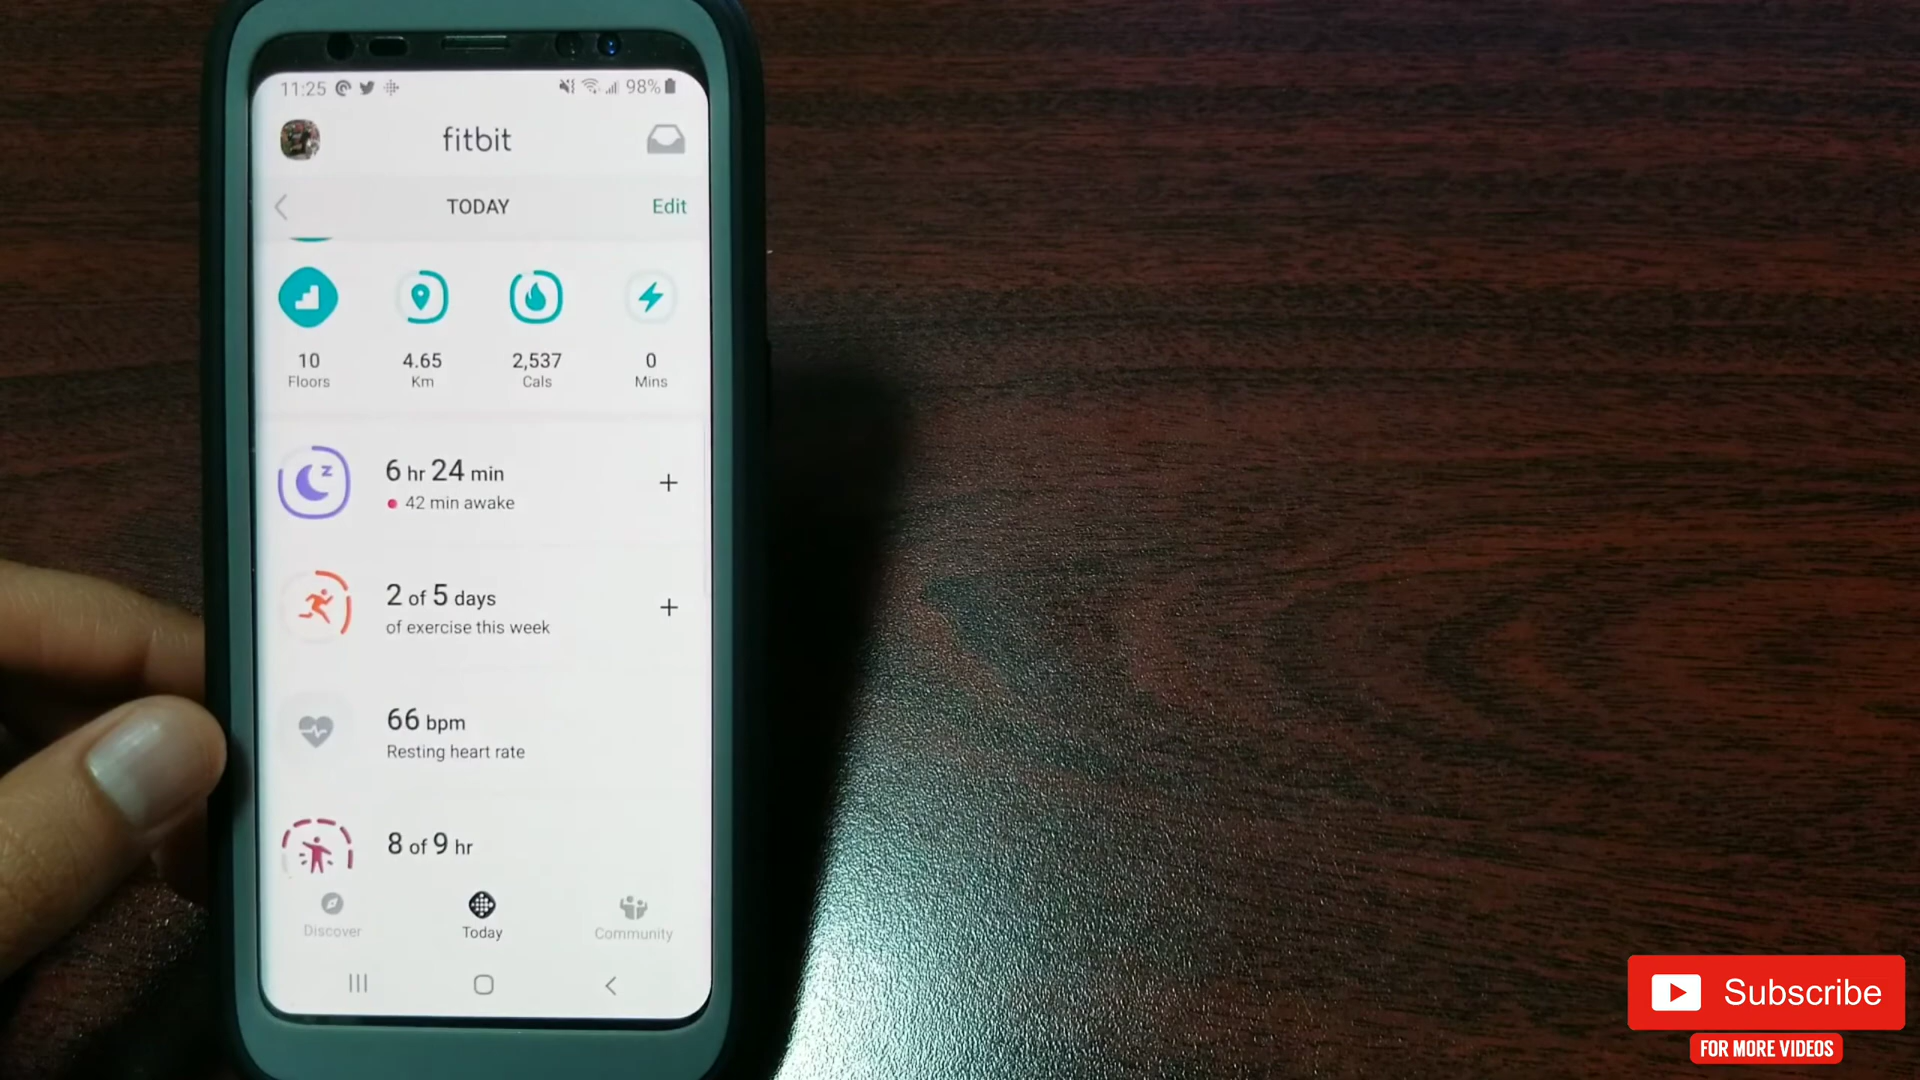 11:25 98%
fitbit
TODAY Edit
10 4.65 2,537 0
Floors Km Cals Mins
6 hr 24 min
42 min awake
2 of 5 days
of exercise this week
66 bpm
Resting heart rate
8 of 9 hr
Discover Today Community
Subscribe
FOR MORE VIDEOS